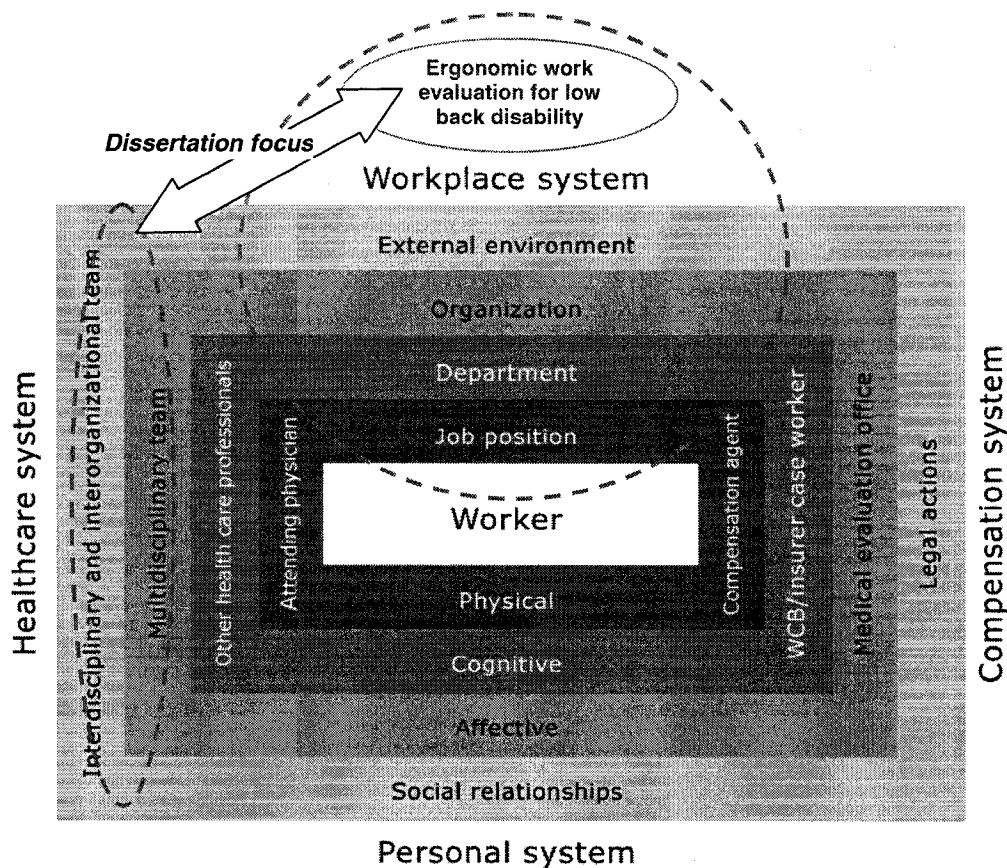 Ergonomic work
evaluation for low
back disability
Dissertation focus
Workplace system
External environment
Organization
Department
Job position
Worker
Physical
Cognitive
Affective
Social relationships
Personal system
Healthcare system
Interdisciplinary and interorganizational team
Multidisciplinary team
Other health care professionals
Attending physician
Compensation agent
WCB/insurer case worker
Medical evaluation office
Legal actions
Compensation system